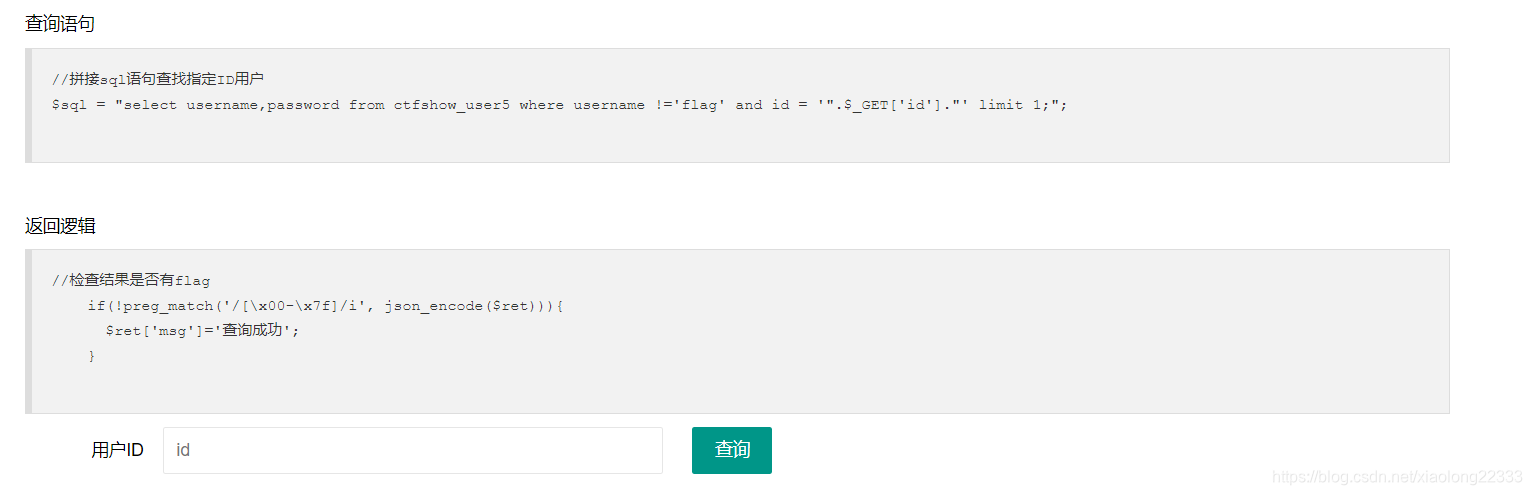 查询语句
//拼接sql语句查找指定ID用户
$sql = "select username,password from ctfshow_user5 where username !='flag' and id = '".$_GET['id']."' limit 1;";
返回逻辑
//检查结果是否有flag
    if(!preg_match('/[\x00-\x7f]/i', json_encode($ret))){
      $ret['msg']='查询成功';
    }
用户ID id 查询
https://blog.csdn.net/xiaolong22333